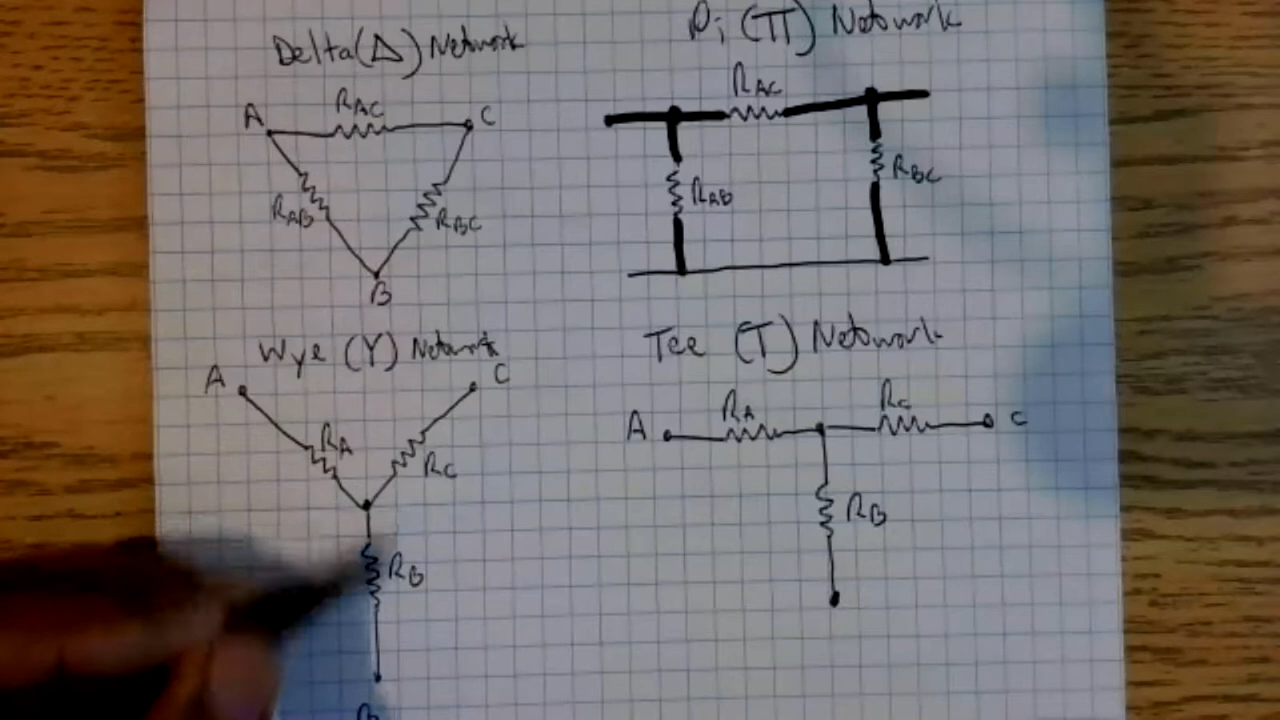 Delta (Δ) Network
A
RAC
C
RAB
RBC
B
Pi (Π) Network
RAC
RAB
RBC
Wye (Y) Network
A
C
RA
RC
RB
Tee (T) Network
A
RA
RC
C
RB